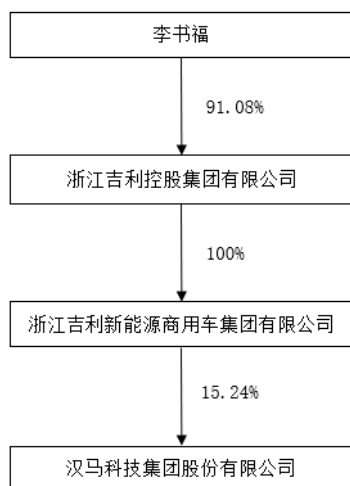 李书福
91.08%
浙江吉利控股集团有限公司
100%
浙江吉利新能源商用车集团有限公司
15.24%
汉马科技集团股份有限公司